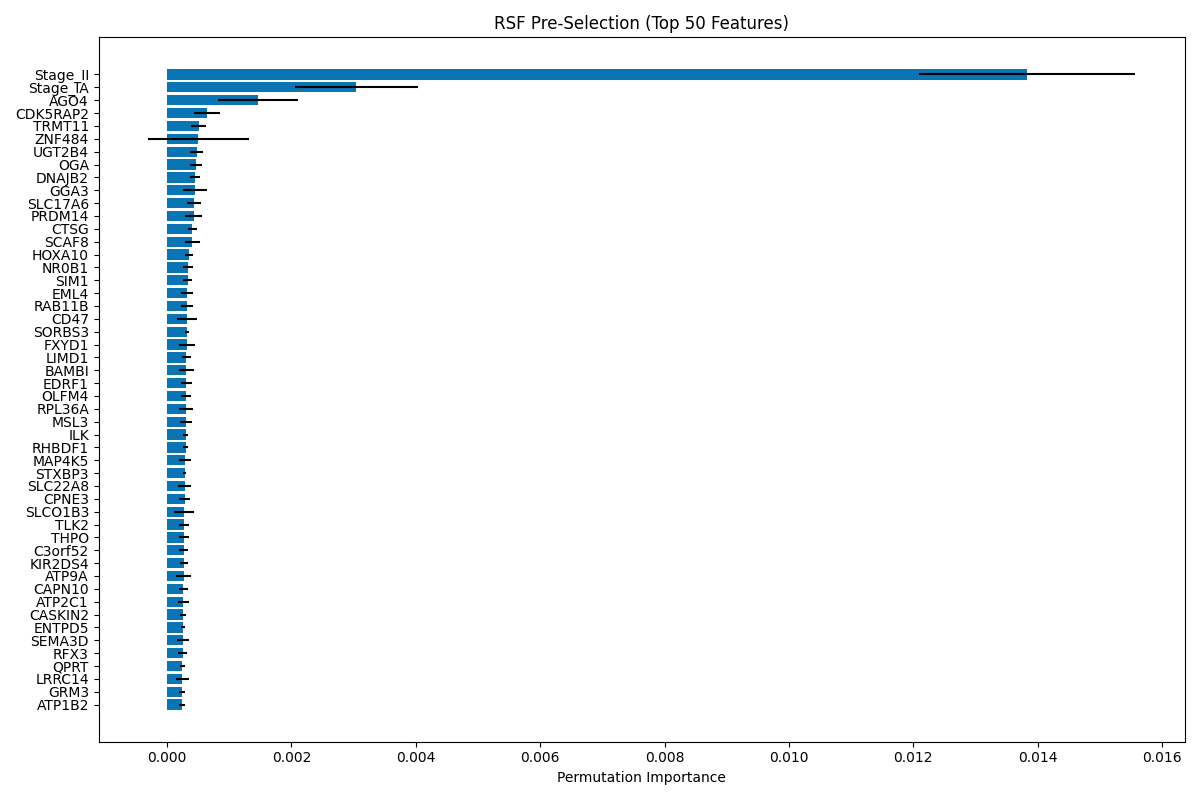 RSF Pre-Selection (Top 50 Features)
Stage_II
Stage_IA
AGO4
CDK5RAP2
TRMT11
ZNF484
UGT2B4
OGA
DNAJB2
GGA3
SLC17A6
PRDM14
CTSG
SCAF8
HOXA10
NR0B1
SIM1
EML4
RAB11B
CD47
SORBS3
FXYD1
LIMD1
BAMBI
EDRF1
OLFM4
RPL36A
MSL3
ILK
RHBDF1
MAP4K5
STXBP3
SLC22A8
CPNE3
SLCO1B3
TLK2
THPO
C3orf52
KIR2DS4
ATP9A
CAPN10
ATP2C1
CASKIN2
ENTPD5
SEMA3D
RFX3
QPRT
LRRC14
GRM3
ATP1B2
0.000 0.002 0.004 0.006 0.008 0.010 0.012 0.014 0.016
Permutation Importance